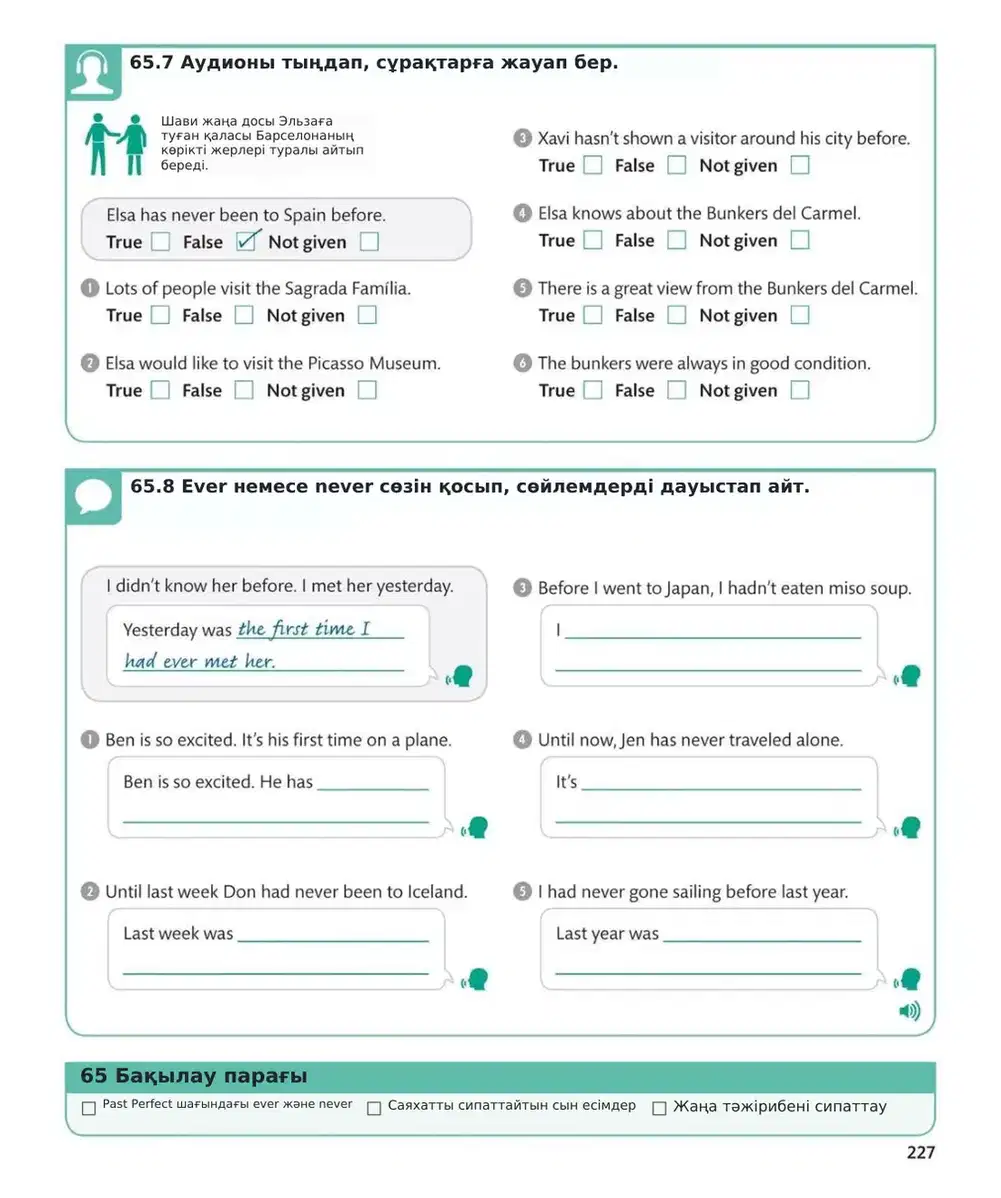 65.7 Аудионы тыңдап, сұрақтарға жауап бер.
Шави жаңа досы Эльзаға
туған қаласы Барселонаның
көрікті жерлері туралы айтып
береді.
Elsa has never been to Spain before.
True False Not given
1 Lots of people visit the Sagrada Família.
True False Not given
2 Elsa would like to visit the Picasso Museum.
True False Not given
3 Xavi hasn't shown a visitor around his city before.
True False Not given
4 Elsa knows about the Bunkers del Carmel.
True False Not given
5 There is a great view from the Bunkers del Carmel.
True False Not given
6 The bunkers were always in good condition.
True False Not given
65.8 Ever немесе never сөзін қосып, сөйлемдерді дауыстап айт.
I didn't know her before. I met her yesterday.
Yesterday was the first time I
had ever met her.
1 Ben is so excited. It's his first time on a plane.
Ben is so excited. He has
2 Until last week Don had never been to Iceland.
Last week was
3 Before I went to Japan, I hadn't eaten miso soup.
I
4 Until now, Jen has never traveled alone.
It's
5 I had never gone sailing before last year.
Last year was
65 Бақылау парағы
Past Perfect шағындағы ever және never Саяхатты сипаттайтын сын есімдер Жаңа тәжірибені сипаттау
227